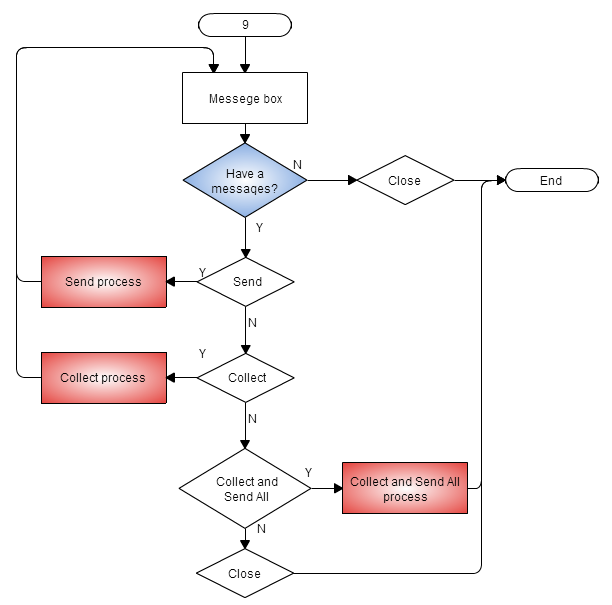 9
Messege box
Have a
messages?
N
Close
End
Y
Send process
Y
Send
N
Collect process
Y
Collect
N
Collect and
Send All
Y
Collect and Send All
process
N
Close